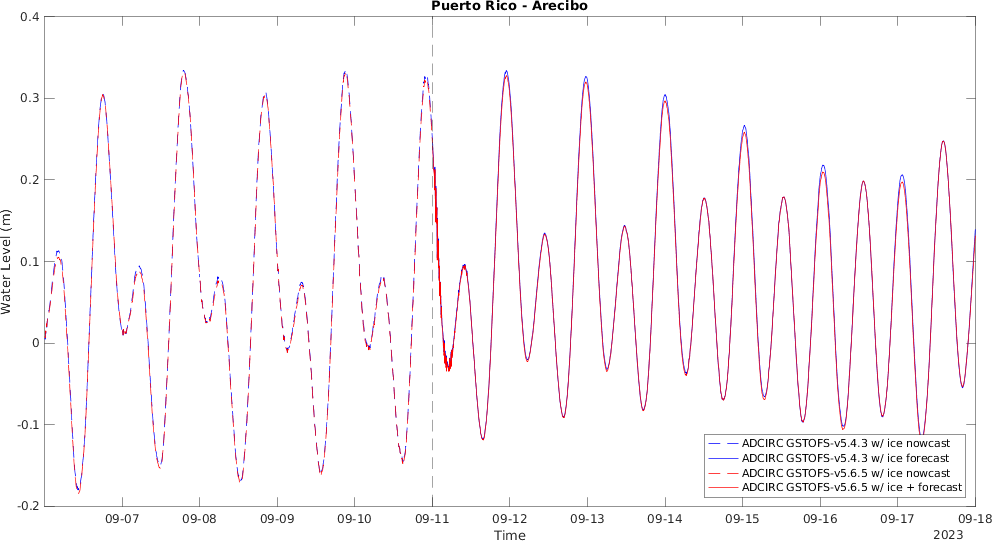 Puerto Rico - Arecibo
0.4
0.3
0.2
0.1
0
-0.1
-0.2
Water Level (m)
ADCIRC GSTOFS-v5.4.3 w/ ice nowcast
ADCIRC GSTOFS-v5.4.3 w/ ice forecast
ADCIRC GSTOFS-v5.6.5 w/ ice nowcast
ADCIRC GSTOFS-v5.6.5 w/ ice + forecast
09-07 09-08 09-09 09-10 09-11 09-12 09-13 09-14 09-15 09-16 09-17 09-18
Time
2023